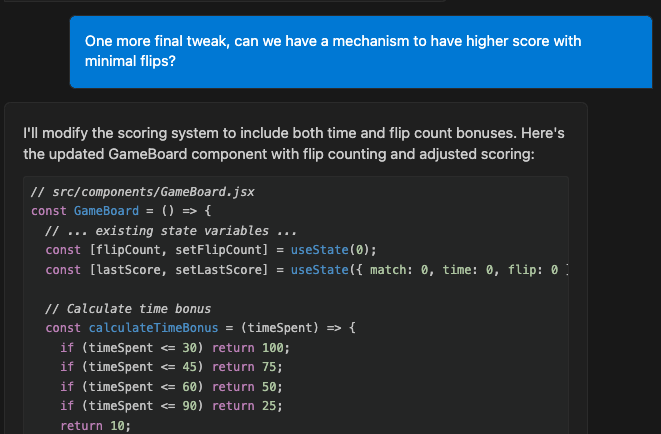 One more final tweak, can we have a mechanism to have higher score with
minimal flips?
I'll modify the scoring system to include both time and flip count bonuses. Here's
the updated GameBoard component with flip counting and adjusted scoring:
// src/components/GameBoard.jsx
const GameBoard = () => {
// ... existing state variables ...
const [flipCount, setFlipCount] = useState(0);
const [lastScore, setLastScore] = useState({ match: 0, time: 0, flip: 0
// Calculate time bonus
const calculateTimeBonus = (timeSpent) => {
if (timeSpent <= 30) return 100;
if (timeSpent <= 45) return 75;
if (timeSpent <= 60) return 50;
if (timeSpent <= 90) return 25;
return 10;